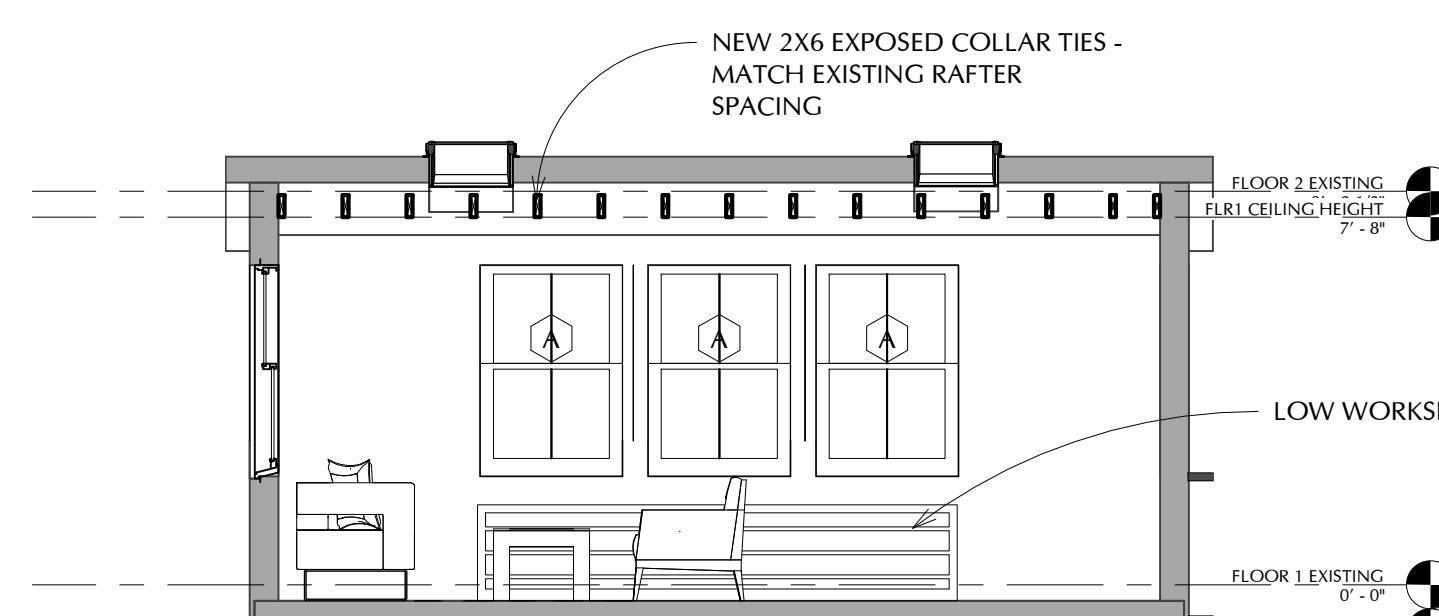 NEW 2X6 EXPOSED COLLAR TIES -
MATCH EXISTING RAFTER
SPACING
FLOOR 2 EXISTING
FLR1 CEILING HEIGHT
7' - 8"
A
A
A
LOW
FLOOR 1 EXISTING
0' - 0"